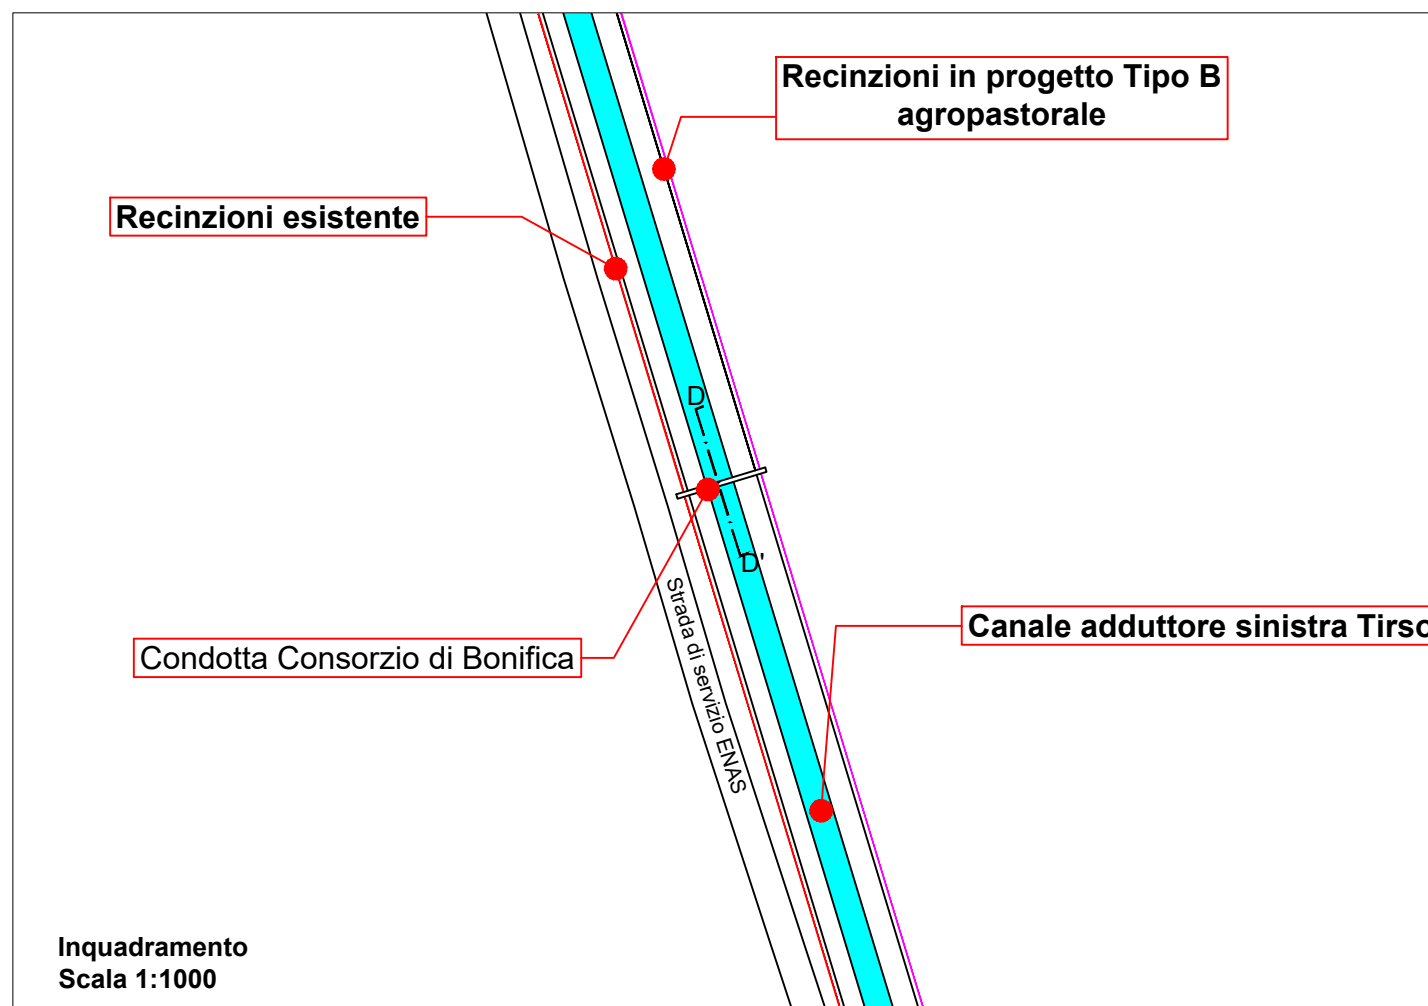 Recinzioni in progetto Tipo B
agropastorale
Recinzioni esistente
D
D'
Strada di servizio ENAS
Canale adduttore sinistra Tirso
Condotta Consorzio di Bonifica
Inquadramento
Scala 1:1000